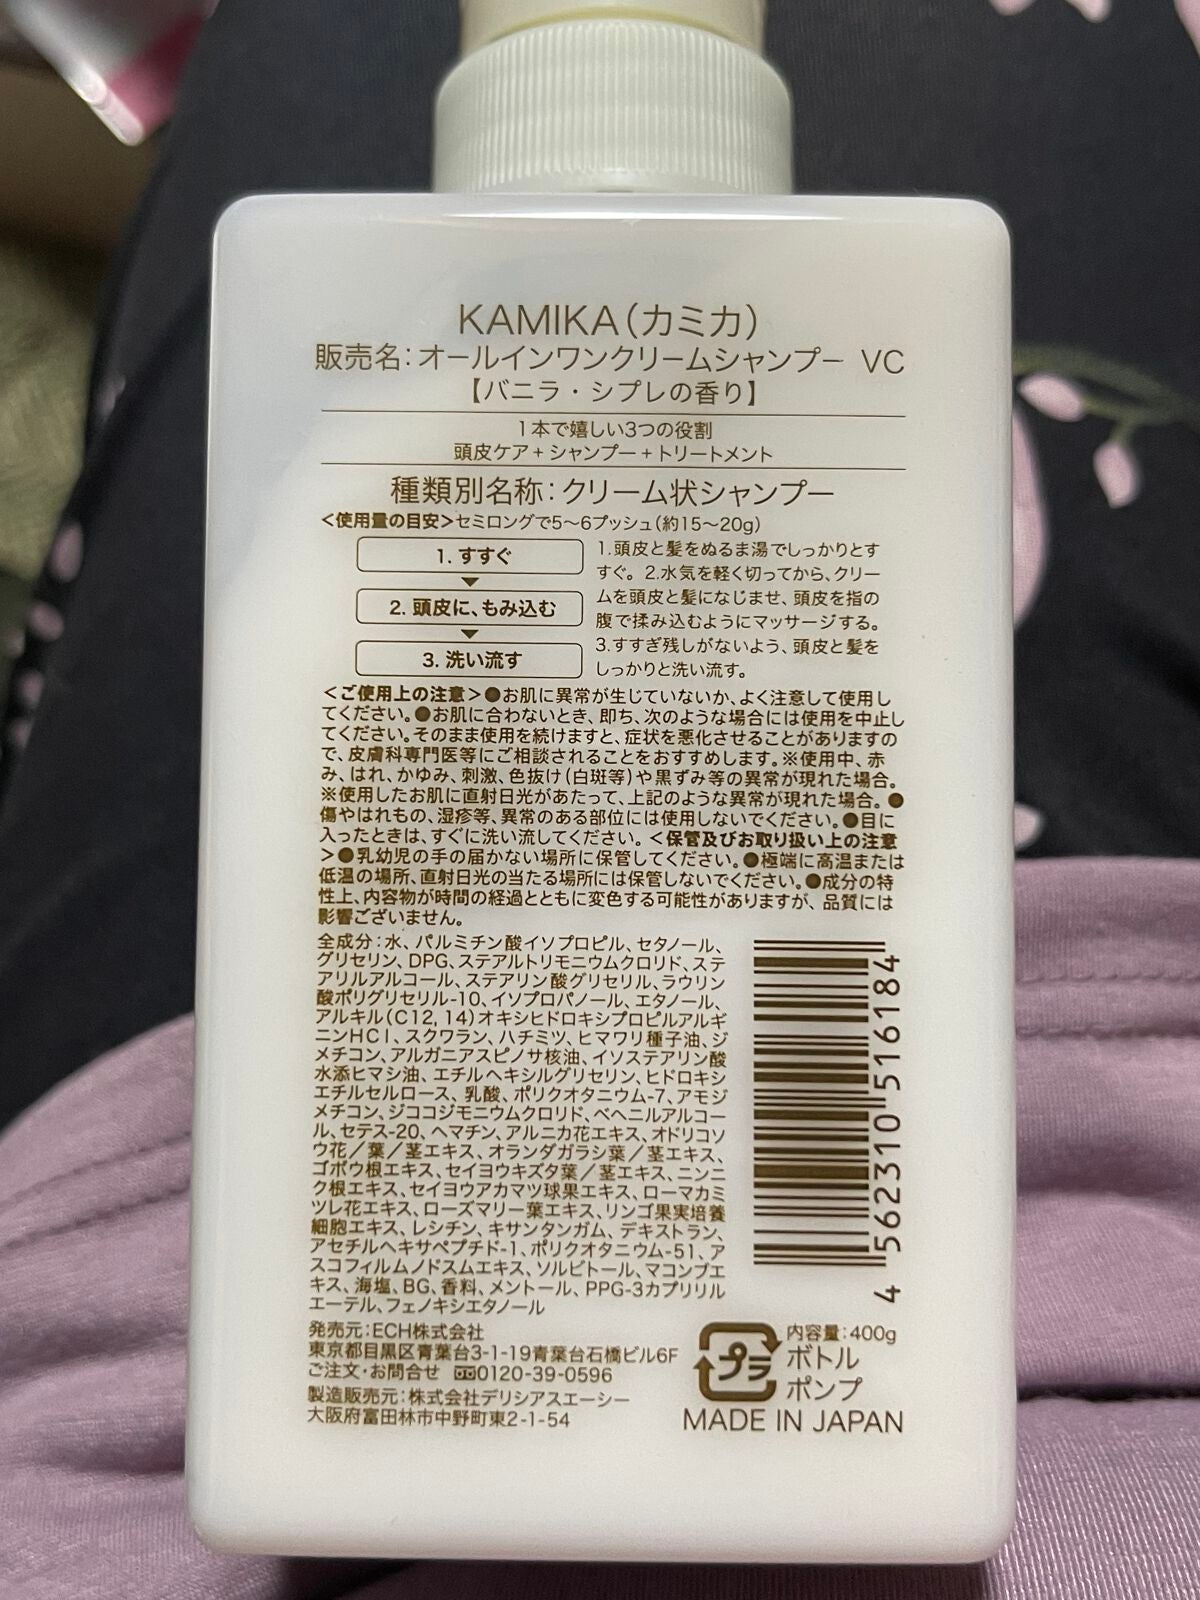 KAMIKA(カミカ)
販売名:オールインワンクリームシャンプー VC
【バニラ・シプレの香り】
1本で嬉しい3つの役割
頭皮ケア+シャンプー+トリートメント
種類別名称:クリーム状シャンプー
<使用量の目安>セミロングで5～6プッシュ(約15～20g)
1. すすぐ
2. 頭皮に、もみ込む
3. 洗い流す
1.頭皮と髪をぬるま湯でしっかりとす
すぐ。2.水気を軽く切ってから、クリー
ムを頭皮と髪になじませ、頭皮を指の
腹で揉み込むようにマッサージする。
3.すすぎ残しがないよう、頭皮と髪を
しっかりと洗い流す。
<ご使用上の注意>●お肌に異常が生じていないか、よく注意して使用し
てください。●お肌に合わないとき、即ち、次のような場合には使用を中止し
てください。そのまま使用を続けますと、症状を悪化させることがありますの
で、皮膚科専門医等にご相談されることをおすすめします。※使用中、赤
み、はれ、かゆみ、刺激、色抜け(白斑等)や黒ずみ等の異常が現れた場合。
※使用したお肌に直射日光があたって、上記のような異常が現れた場合。●
傷やはれもの、湿疹等、異常のある部位には使用しないでください。●目に
入ったときは、すぐに洗い流してください。<保管及びお取り扱い上の注意
>●乳幼児の手の届かない場所に保管してください。●極端に高温または
低温の場所、直射日光の当たる場所には保管しないでください。●成分の特
性上、内容物が時間の経過とともに変色する可能性がありますが、品質には
影響ございません。
全成分:水、パルミチン酸イソプロピル、セタノール、
グリセリン、DPG、ステアルトリモニウムクロリド、ステ
アリルアルコール、ステアリン酸グリセリル、ラウリン
酸ポリグリセリル-10、イソプロパノール、エタノール、
アルキル(C12, 14)オキシヒドロキシプロピルアルギ
ニンHCl、スクワラン、ハチミツ、ヒマワリ種子油、ジ
メチコン、アルガニアスピノサ核油、イソステアリン酸
水添ヒマシ油、エチルヘキシルグリセリン、ヒドロキシ
エチルセルロース、乳酸、ポリクオタニウム-7、アモジ
メチコン、ジココジモニウムクロリド、ベヘニルアルコー
ル、セテス-20、ヘマチン、アルニカ花エキス、オドリコソ
ウ花／葉／茎エキス、オランダガラシ葉／茎エキス、
ゴボウ根エキス、セイヨウキズタ葉／茎エキス、ニンニ
ク根エキス、セイヨウアカマツ球果エキス、ローマカミ
ツレ花エキス、ローズマリー葉エキス、リンゴ果実培養
細胞エキス、レシチン、キサンタンガム、デキストラン、
アセチルヘキサペプチド-1、ポリクオタニウム-51、ア
スコフィルムノドスムエキス、ソルビトール、マコンブエ
キス、海塩、BG、香料、メントール、PPG-3カプリリル
エーテル、フェノキシエタノール
4 562310 516184
発売元:ECH株式会社
東京都目黒区青葉台3-1-19青葉台石橋ビル6F
ご注文・お問合せ 0120-39-0596
製造販売元:株式会社デリシアスエーシー
大阪府富田林市中野町東2-1-54
プラ
内容量:400g
ボトル
ポンプ
MADE IN JAPAN